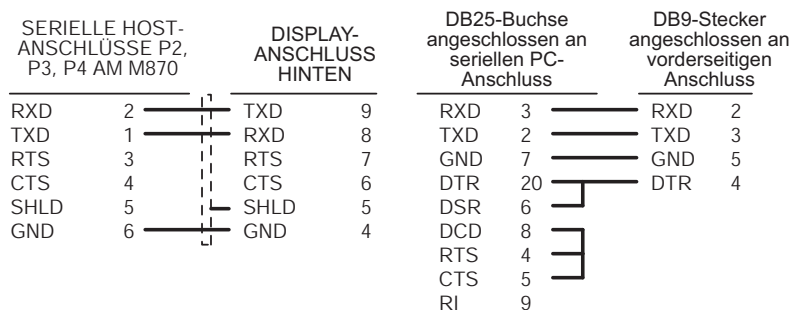 SERIELLE HOST-
ANSCHLÜSSE P2,
P3, P4 AM M870
RXD 2
TXD 1
RTS 3
CTS 4
SHLD 5
GND 6
DISPLAY-
ANSCHLUSS
HINTEN
TXD 9
RXD 8
RTS 7
CTS 6
SHLD 5
GND 4
DB25-Buchse
angeschlossen an
seriellen PC-
Anschluss
RXD 3
TXD 2
GND 7
DTR 20
DSR 6
DCD 8
RTS 4
CTS 5
RI 9
DB9-Stecker
angeschlossen an
vorderseitigen
Anschluss
RXD 2
TXD 3
GND 5
DTR 4